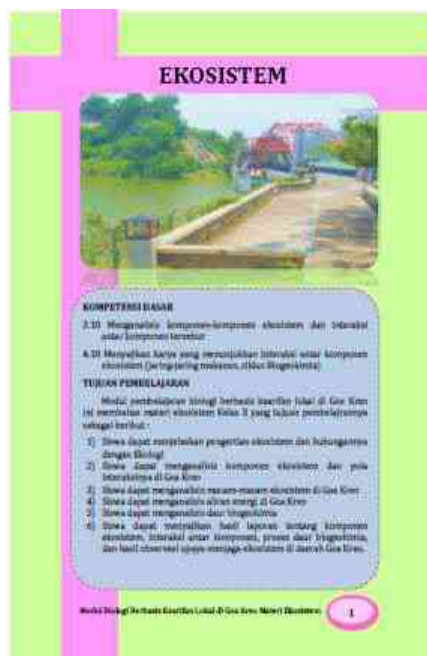 EKOSISTEM
KOMPETENSI DASAR
3.10 Menganalisis komponen-komponen ekosistem dan interaksi
antar komponen tersebut
4.10 Menyajikan karya yang menunjukkan interaksi antar komponen
ekosistem (jaring-jaring makanan, siklus Biogeokimia)
TUJUAN PEMBELAJARAN
Modul pembelajaran biologi berbasis kearifan lokal di Goa Kreo
ini membahas materi ekosistem Kelas X yang tujuan pembelajarannya
sebagai berikut :
1) Siswa dapat menjelaskan pengertian ekosistem dan hubungannya
dengan Ekologi
2) Siswa dapat menganalisis komponen ekosistem dan pola
interaksinya di Goa Kreo
3) Siswa dapat menganalisis macam-macam ekosistem di Goa Kreo
4) Siswa dapat menganalisis aliran energi di Goa Kreo
5) Siswa dapat menganalisis daur biogeokimia
6) Siswa dapat menyajikan hasil laporan tentang komponen
ekosistem, interaksi antar komponen, proses daur biogeokimia,
dan hasil observasi upaya menjaga ekosistem di daerah Goa Kreo.
Modul Biologi Berbasis Kearifan Lokal di Goa Kreo Materi Ekosistem
1